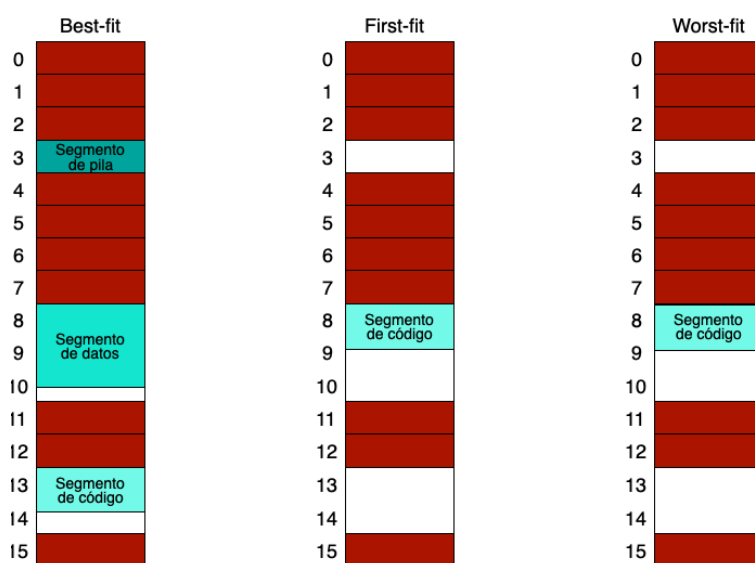 Best-fit First-fit Worst-fit
0 0 0
1 1 1
2 2 2
3 Segmento 3 3
de pila
4 4 4
5 5 5
6 6 6
7 7 7
8 Segmento 8 Segmento 8 Segmento
de datos de código de código
9 9 9
10 10 10
11 11 11
12 12 12
13 Segmento 13 13
de código
14 14 14
15 15 15